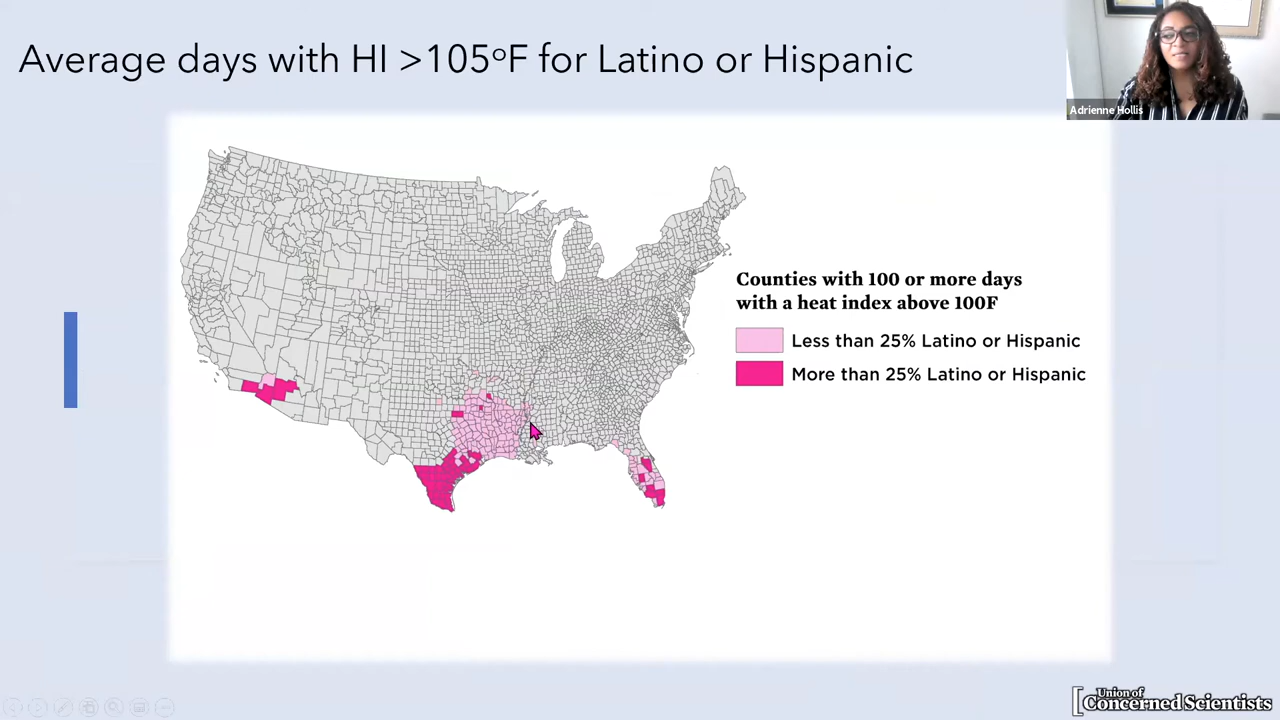 Average days with HI >105ºF for Latino or Hispanic
Adrienne Hollis
Counties with 100 or more days
with a heat index above 100F
Less than 25% Latino or Hispanic
More than 25% Latino or Hispanic
Union of
Concerned Scientists